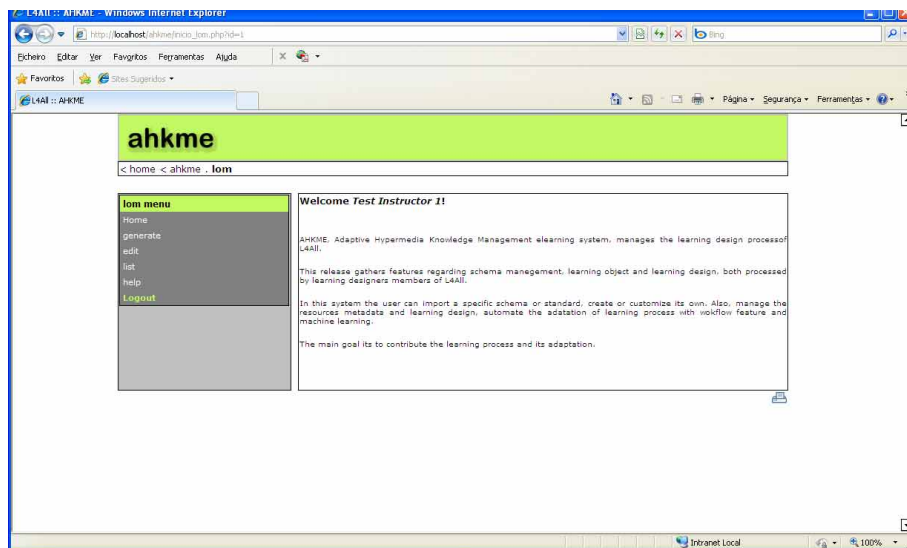 L4All :: AHKME - Windows Internet Explorer
http://localhost/ahkme/inicio_lom.php?id=1
Bing
Ficheiro Editar Ver Favoritos Ferramentas Ajuda
Favoritos Sites Sugeridos
L4All :: AHKME
Página Segurança Ferramentas
ahkme
< home < ahkme . lom
lom menu
Home
generate
edit
list
help
Logout
Welcome Test Instructor 1!
AHKME, Adaptive Hypermedia Knowledge Management elearning system, manages the learning design processof
L4All.
This release gathers features regarding schema manegement, learning object and learning design, both processed
by learning designers members of L4All.
In this system the user can import a specific schema or standard, create or customize its own. Also, manage the
resources metadata and learning design, automate the adatation of learning process with wokflow feature and
machine learning.
The main goal its to contribute the learning process and its adaptation.
Intranet Local
100%